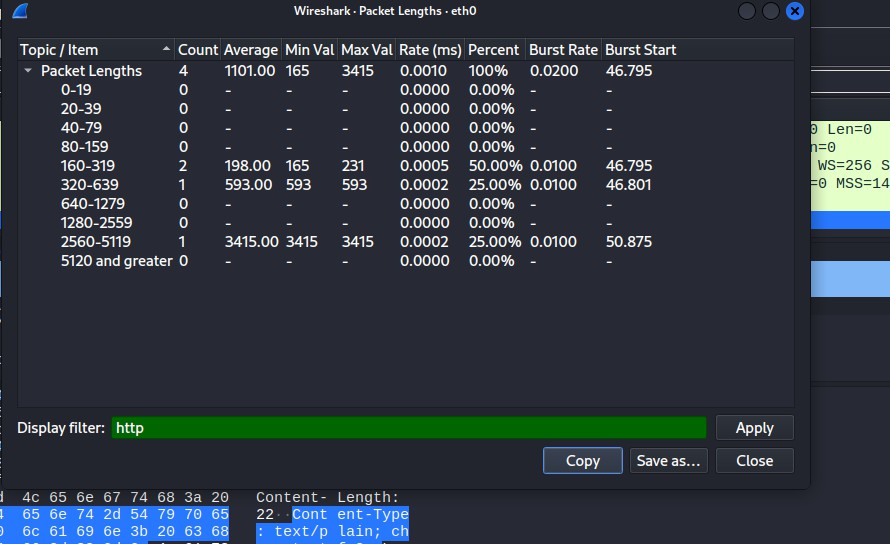 Wireshark · Packet Lengths · eth0
Topic / Item Count Average Min Val Max Val Rate (ms) Percent Burst Rate Burst Start
Packet Lengths 4 1101.00 165 3415 0.0010 100% 0.0200 46.795
0-19 0 - - - 0.0000 0.00% - -
20-39 0 - - - 0.0000 0.00% - -
40-79 0 - - - 0.0000 0.00% - -
80-159 0 - - - 0.0000 0.00% - -
160-319 2 198.00 165 231 0.0005 50.00% 0.0100 46.795
320-639 1 593.00 593 593 0.0002 25.00% 0.0100 46.801
640-1279 0 - - - 0.0000 0.00% - -
1280-2559 0 - - - 0.0000 0.00% - -
2560-5119 1 3415.00 3415 3415 0.0002 25.00% 0.0100 50.875
5120 and greater 0 - - - 0.0000 0.00% - -
0 Len=0
n=0
WS=256 S
=0 MSS=14
Display filter: http Apply
Copy Save as... Close
4c 65 6e 67 74 68 3a 20 Content- Length:
65 6e 74 2d 54 79 70 65 22··Cont ent-Type
6c 61 69 6e 3b 20 63 68 : text/p lain; ch